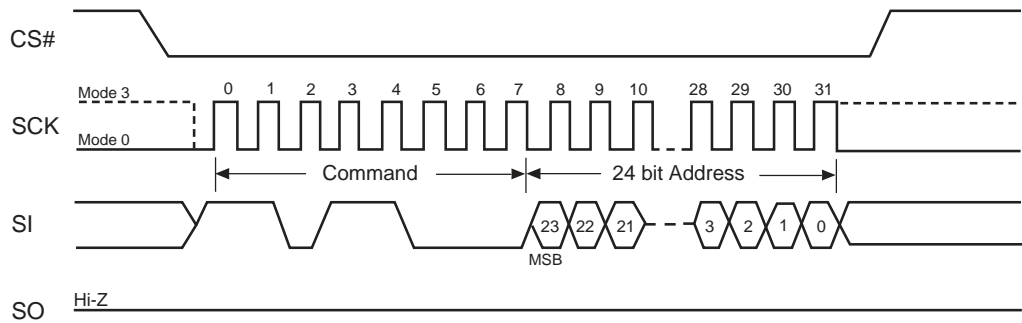 CS#
Mode 3
0 1 2 3 4 5 6 7 8 9 10 28 29 30 31
SCK
Mode 0
Command 24 bit Address
SI
23 22 21 3 2 1 0
MSB
Hi-Z
SO